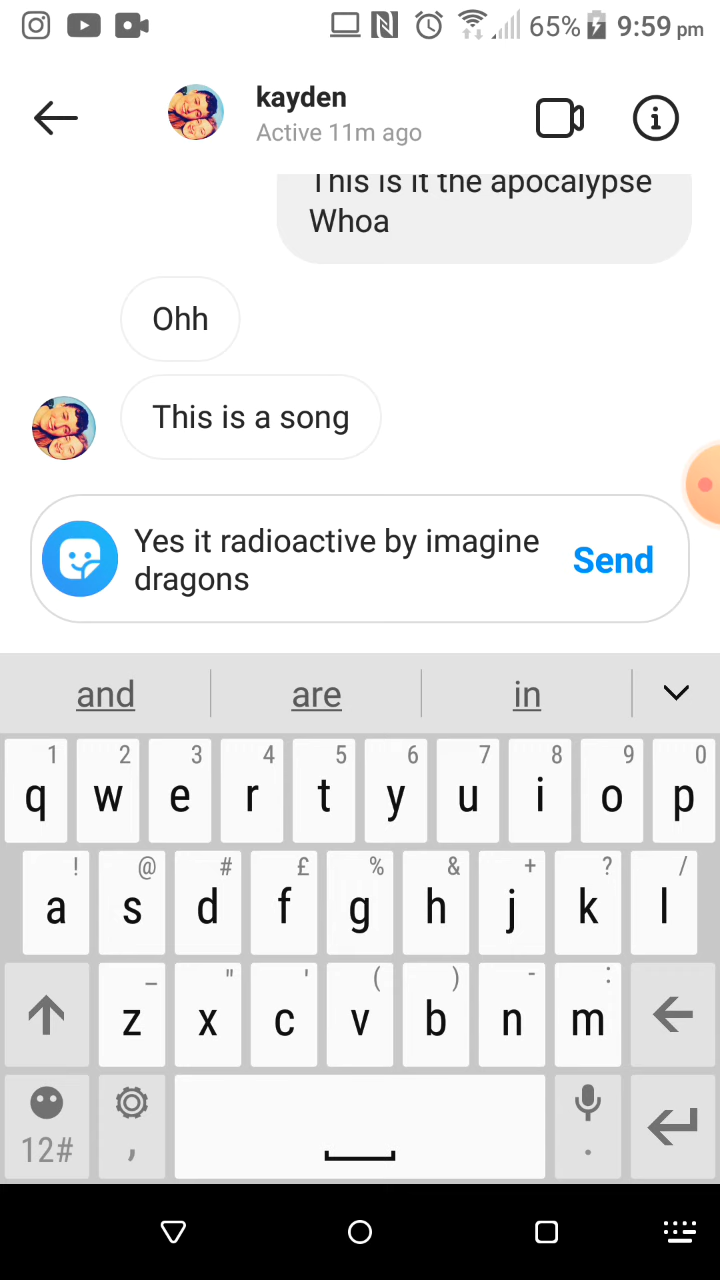 65% 9:59 pm
kayden
Active 11m ago
This is it the apocalypse
Whoa
Ohh
This is a song
Yes it radioactive by imagine
dragons
Send
and are in
1 2 3 4 5 6 7 8 9 0
q w e r t y u i o p
! @ # £ % & + ? /
a s d f g h j k l
_ " ' ( ) - :
z x c v b n m
12# , .